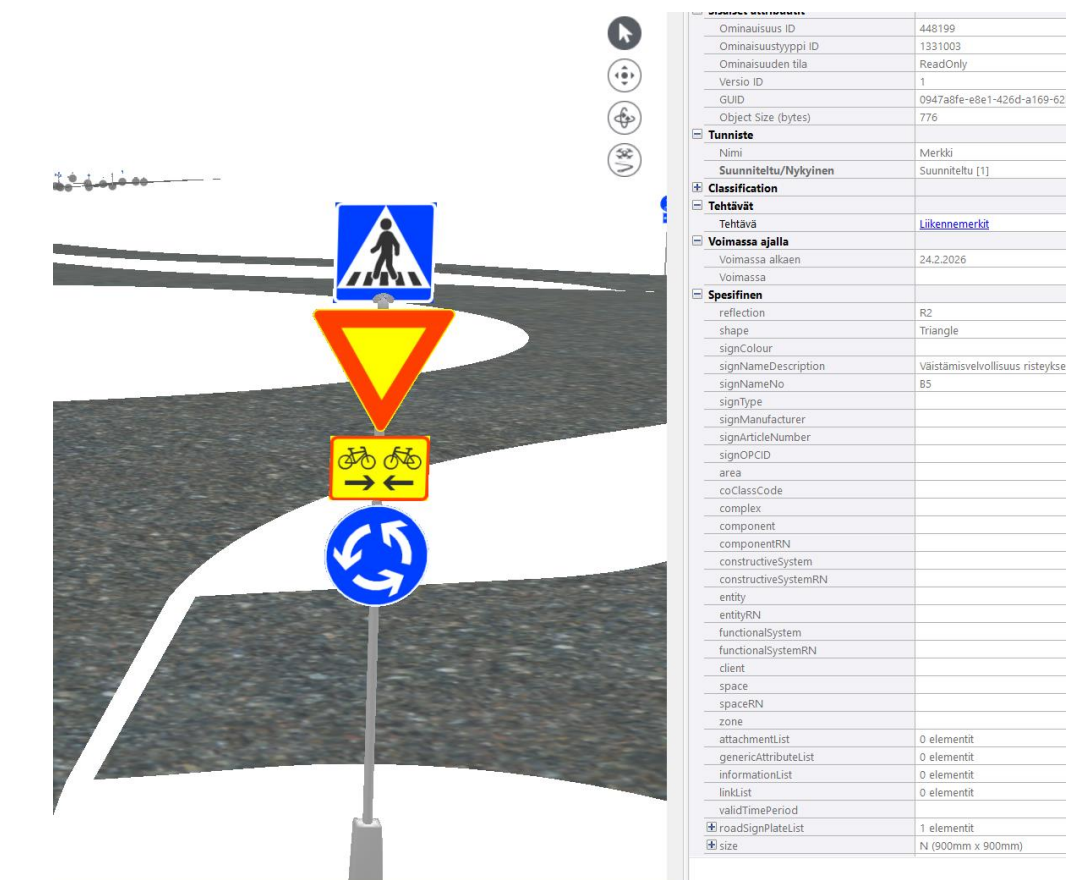 Sisäiset attribuutit
Ominauisuus ID 448199
Ominaisuustyyppi ID 1331003
Ominaisuuden tila ReadOnly
Versio ID 1
GUID 0947a8fe-e8e1-426d-a169-62
Object Size (bytes) 776
Tunniste
Nimi Merkki
Suunniteltu/Nykyinen Suunniteltu [1]
Classification
Tehtävät
Tehtävä Liikennemerkit
Voimassa ajalla
Voimassa alkaen 24.2.2026
Voimassa
Spesifinen
reflection R2
shape Triangle
signColour
signNameDescription Väistämisvelvollisuus risteykse
signNameNo B5
signType
signManufacturer
signArticleNumber
signOPCID
area
coClassCode
complex
component
componentRN
constructiveSystem
constructiveSystemRN
entity
entityRN
functionalSystem
functionalSystemRN
client
space
spaceRN
zone
attachmentList 0 elementit
genericAttributeList 0 elementit
informationList 0 elementit
linkList 0 elementit
validTimePeriod
roadSignPlateList 1 elementit
size N (900mm x 900mm)